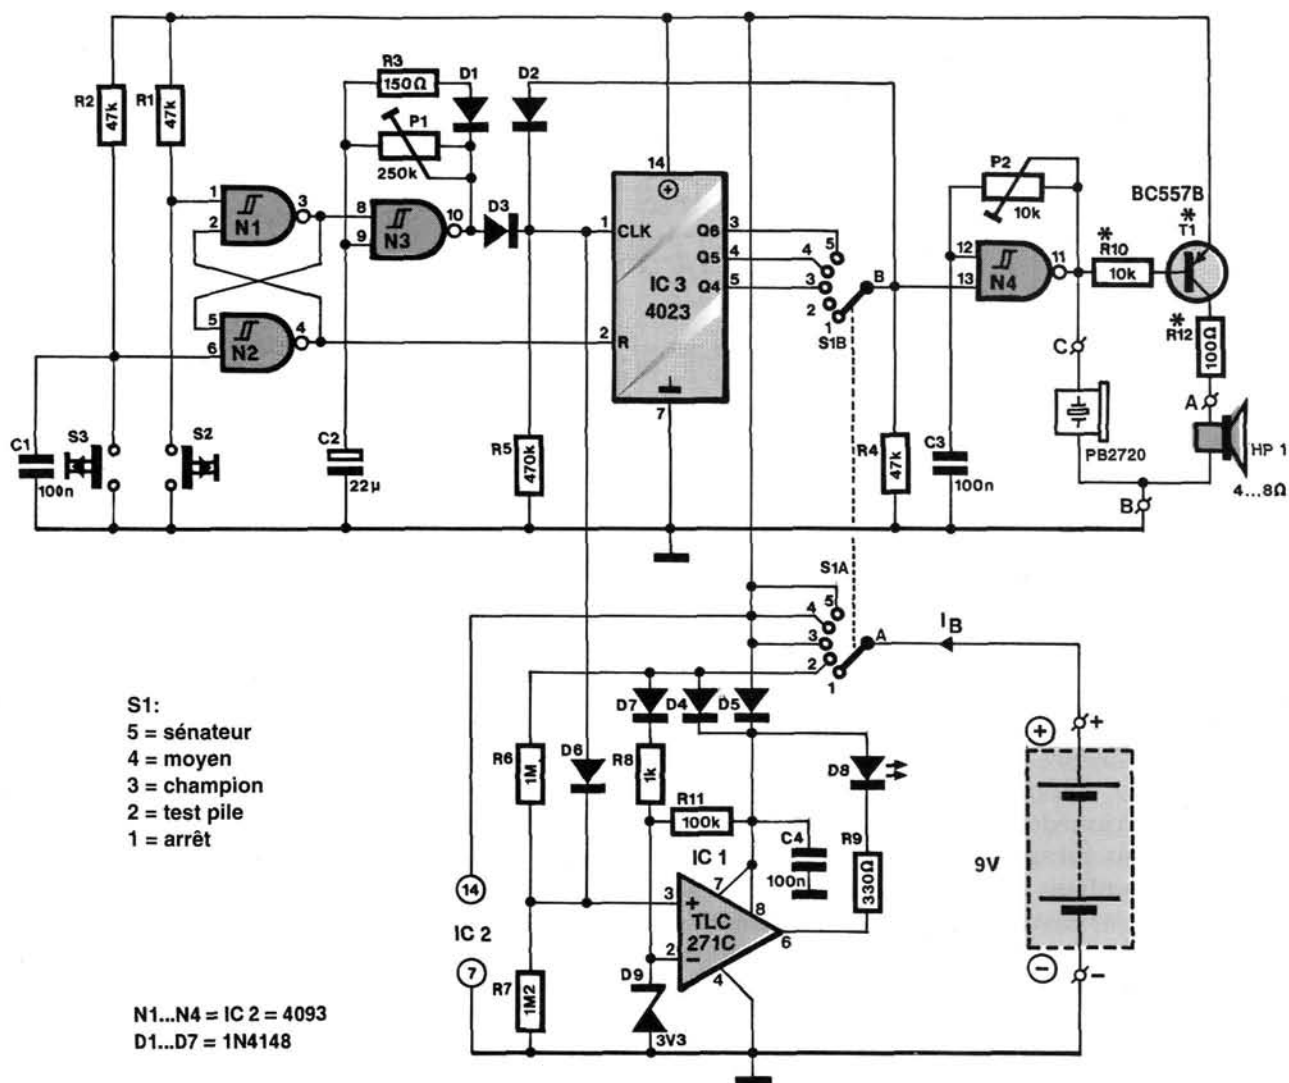 R2
47k
R1
47k
R3
150Ω
D1
D2
P1
250k
1
2
N1
3
8
9
N3
10
D3
5
6
N2
4
14
1
CLK
IC 3
4023
2
R
7
Q6
3
Q5
4
Q4
5
5
4
3
2
1
B
S1B
P2
10k
12
13
N4
11
*
R10
10k
BC557B
*
T1
*
R12
100Ω
C
A
HP 1
4...8Ω
PB2720
B
C1
100n
S3
S2
C2
22µ
R5
470k
R4
47k
C3
100n
S1A
5
4
3
2
1
A
IB
D7
D4
D5
R6
1M
D6
R8
1k
R11
100k
D8
C4
100n
R9
330Ω
IC 1
3
+
TLC
271C
2
−
7
8
6
4
14
IC 2
7
R7
1M2
D9
3V3
+
+
9V
−
−
S1:
5 = sénateur
4 = moyen
3 = champion
2 = test pile
1 = arrêt
N1...N4 = IC 2 = 4093
D1...D7 = 1N4148